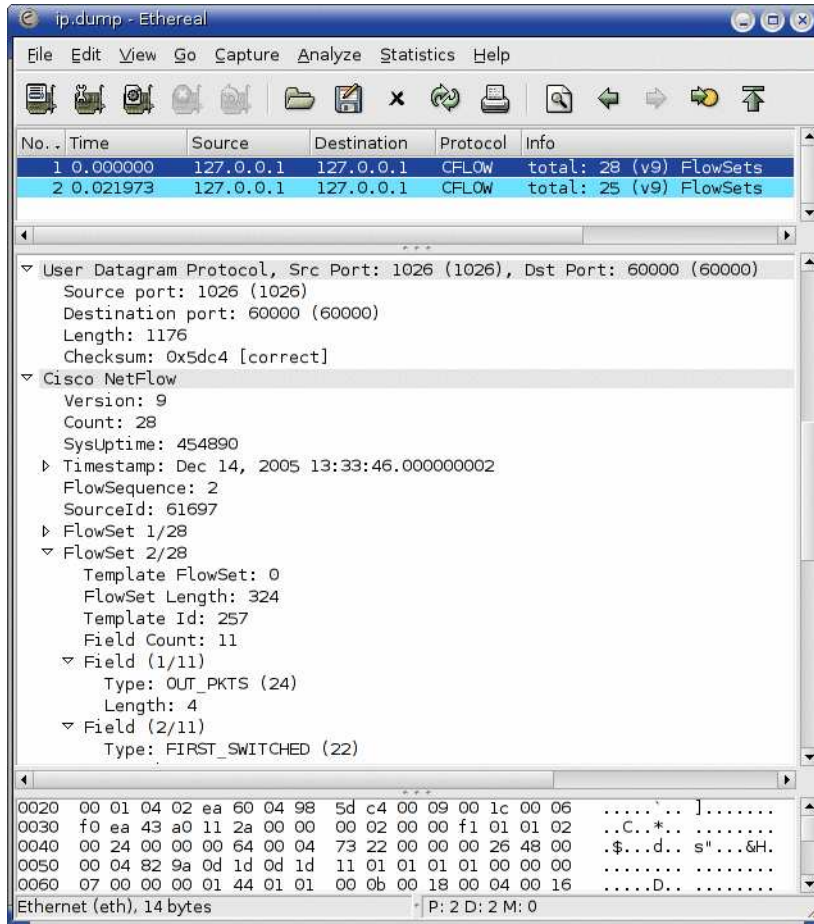 ip.dump - Ethereal
File Edit View Go Capture Analyze Statistics Help
No. . Time Source Destination Protocol Info
1 0.000000 127.0.0.1 127.0.0.1 CFLOW total: 28 (v9) FlowSets
2 0.021973 127.0.0.1 127.0.0.1 CFLOW total: 25 (v9) FlowSets
User Datagram Protocol, Src Port: 1026 (1026), Dst Port: 60000 (60000)
Source port: 1026 (1026)
Destination port: 60000 (60000)
Length: 1176
Checksum: 0x5dc4 [correct]
Cisco NetFlow
Version: 9
Count: 28
SysUptime: 454890
Timestamp: Dec 14, 2005 13:33:46.000000002
FlowSequence: 2
SourceId: 61697
FlowSet 1/28
FlowSet 2/28
Template FlowSet: 0
FlowSet Length: 324
Template Id: 257
Field Count: 11
Field (1/11)
Type: OUT_PKTS (24)
Length: 4
Field (2/11)
Type: FIRST_SWITCHED (22)
0020 00 01 04 02 ea 60 04 98 5d c4 00 09 00 1c 00 06 .....`.. ].......
0030 f0 ea 43 a0 11 2a 00 00 00 02 00 00 f1 01 01 02 ..C..*.. ........
0040 00 24 00 00 00 64 00 04 73 22 00 00 00 26 48 00 .$...d.. s"...&H.
0050 00 04 82 9a 0d 1d 0d 1d 11 01 01 01 01 00 00 00 ........ ........
0060 07 00 00 00 01 44 01 01 00 0b 00 18 00 04 00 16 .....D.. ........
Ethernet (eth), 14 bytes P: 2 D: 2 M: 0